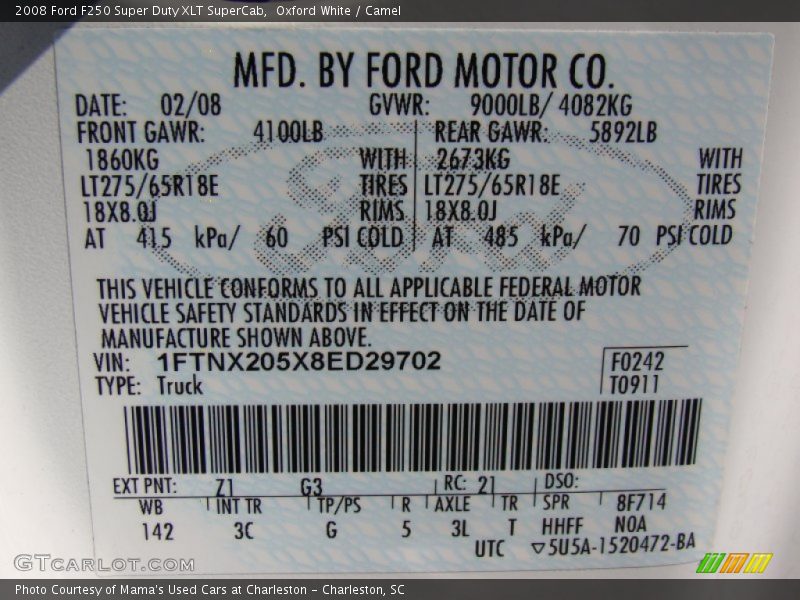 2008 Ford F250 Super Duty XLT SuperCab, Oxford White / Camel
MFD. BY FORD MOTOR CO.
DATE: 02/08 GVWR: 9000LB/ 4082KG
FRONT GAWR: 4100LB REAR GAWR: 5892LB
1860KG WITH 2673KG WITH
LT275/65R18E TIRES LT275/65R18E TIRES
18X8.0J RIMS 18X8.0J RIMS
AT 415 kPa/ 60 PSI COLD AT 485 kPa/ 70 PSI COLD
Ford
THIS VEHICLE CONFORMS TO ALL APPLICABLE FEDERAL MOTOR
VEHICLE SAFETY STANDARDS IN EFFECT ON THE DATE OF
MANUFACTURE SHOWN ABOVE.
VIN: 1FTNX205X8ED29702 F0242
TYPE: Truck T0911
EXT PNT: Z1 G3 RC: 21 DSO:
WB INT TR TP/PS R AXLE TR SPR 8F714
142 3C G 5 3L T HHFF NOA
UTC ▽5U5A-1520472-BA
GTCARLOT.COM
Photo Courtesy of Mama's Used Cars at Charleston - Charleston, SC